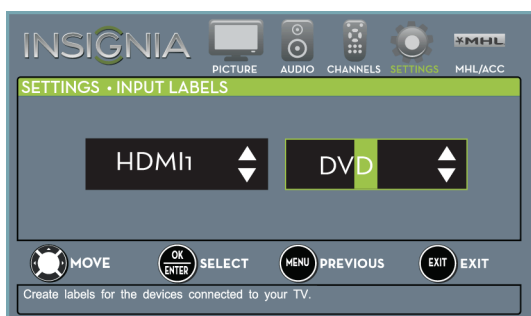 INSIGNIA
PICTURE AUDIO CHANNELS SETTINGS MHL MHL/ACC
SETTINGS • INPUT LABELS
HDMI1 DVD
MOVE OK ENTER SELECT MENU PREVIOUS EXIT EXIT
Create labels for the devices connected to your TV.